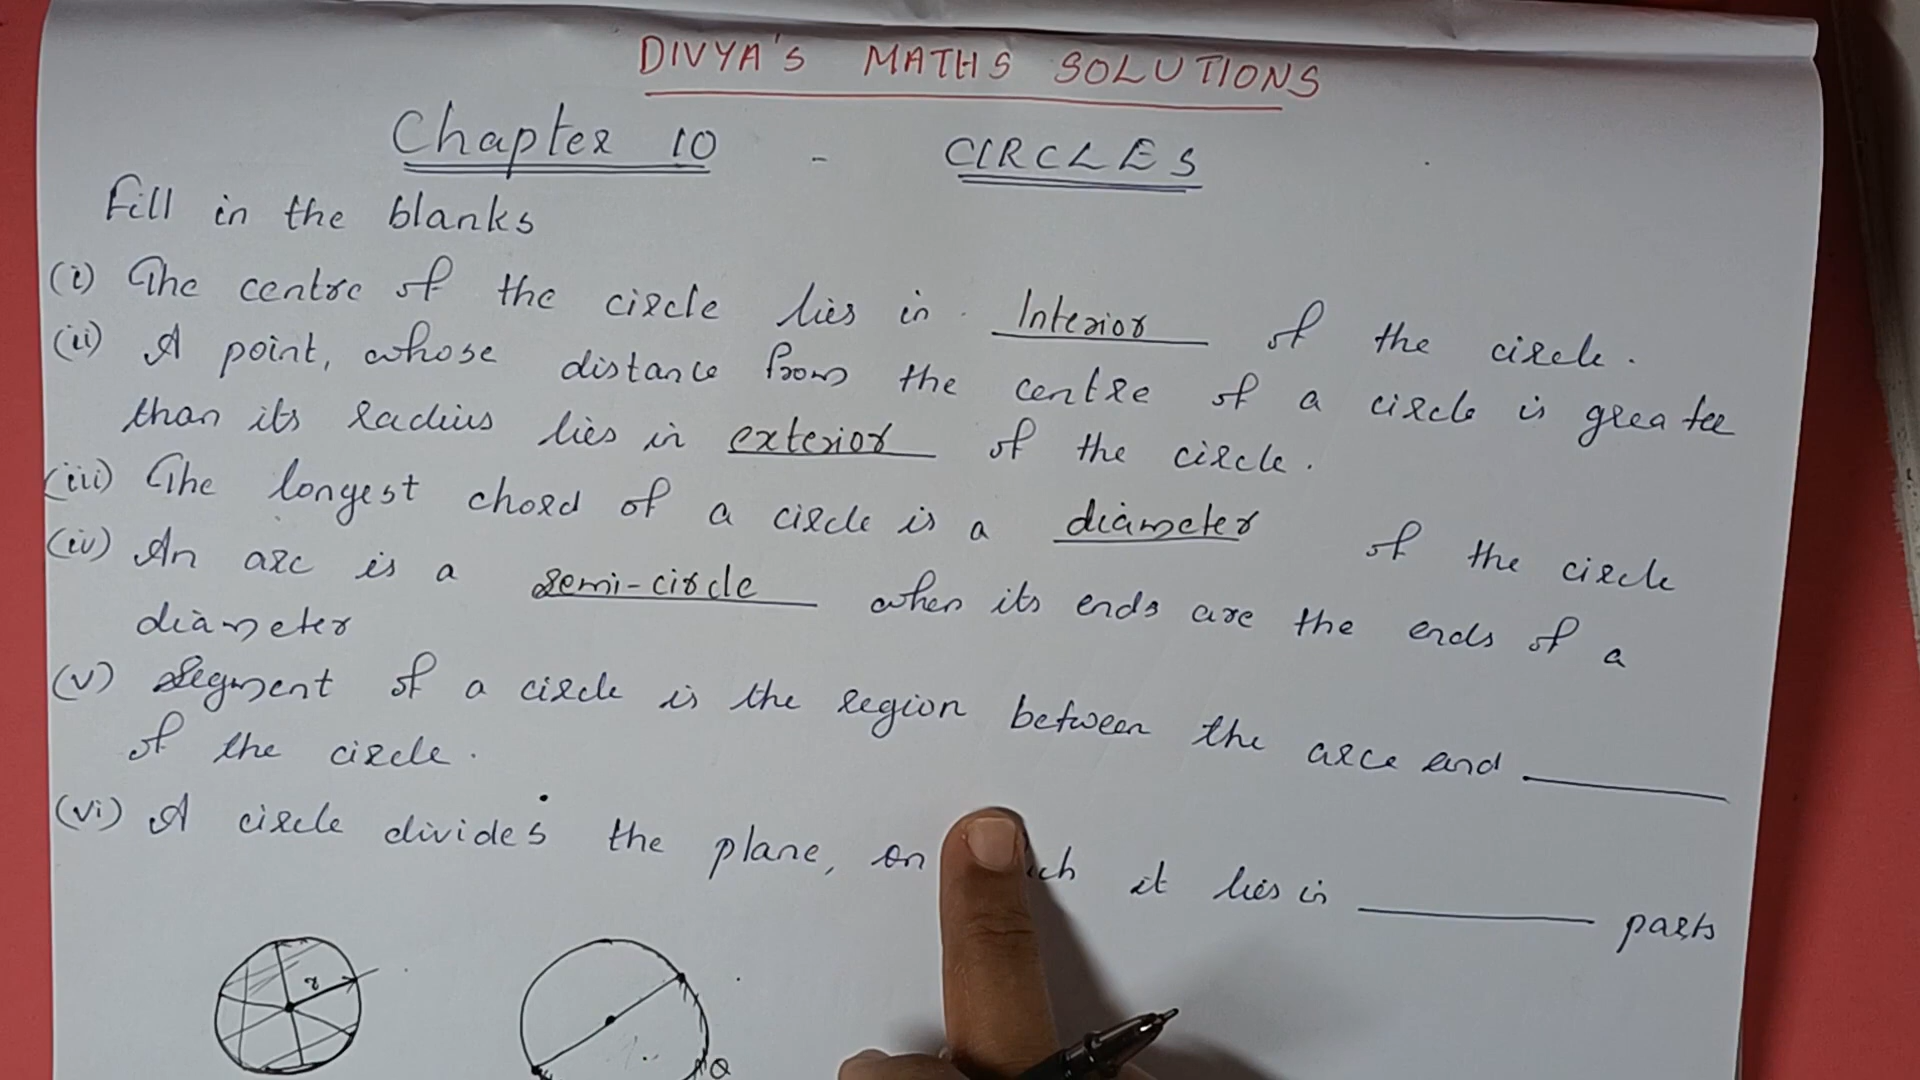 DIVYA'S MATHS SOLUTIONS
Chapter 10 - CIRCLES
Fill in the blanks
(i) The centre of the circle lies in Interior of the circle.
(ii) A point, whose distance from the centre of a circle is greater
than its radius lies in exterior of the circle.
(iii) The longest chord of a circle is a diameter of the circle
(iv) An arc is a semi-circle when its ends are the ends of a
diameter
(v) Segment of a circle is the region between the arce and ______
of the circle.
(vi) A circle divides the plane, on it lies in ______ parts
r
Q